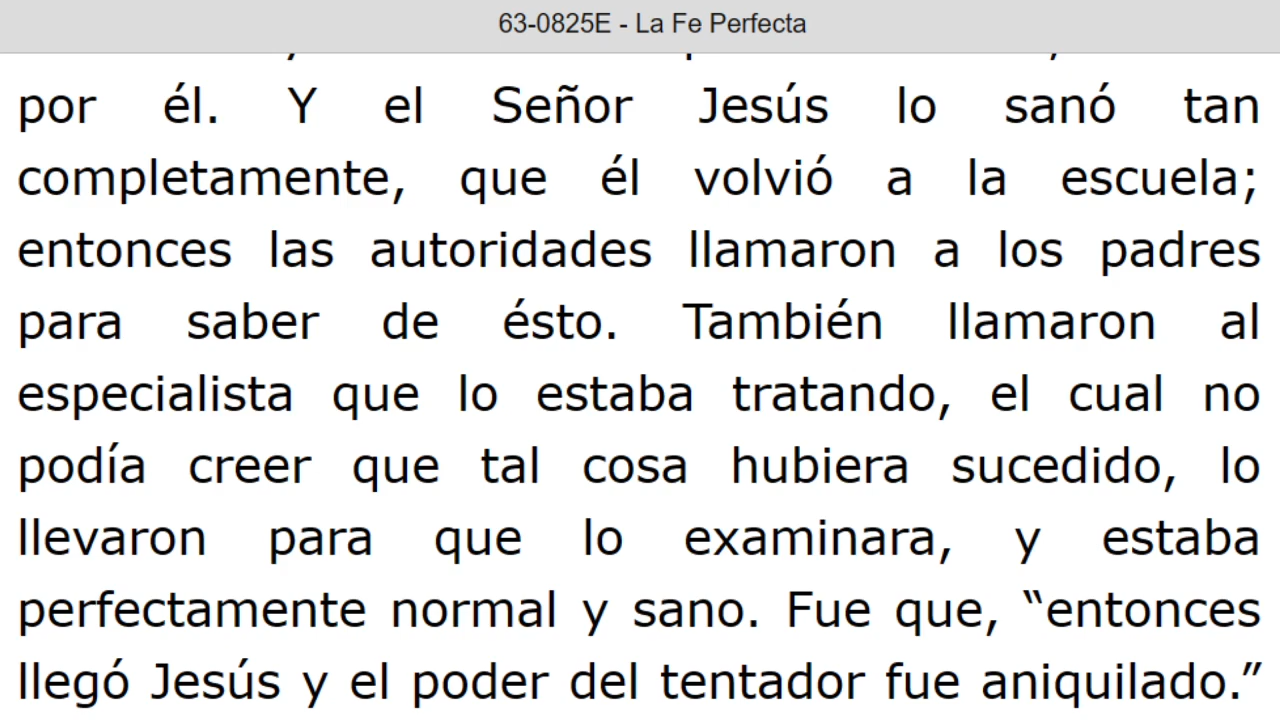 63-0825E - La Fe Perfecta
por él. Y el Señor Jesús lo sanó tan
completamente, que él volvió a la escuela;
entonces las autoridades llamaron a los padres
para saber de ésto. También llamaron al
especialista que lo estaba tratando, el cual no
podía creer que tal cosa hubiera sucedido, lo
llevaron para que lo examinara, y estaba
perfectamente normal y sano. Fue que, “entonces
llegó Jesús y el poder del tentador fue aniquilado.”